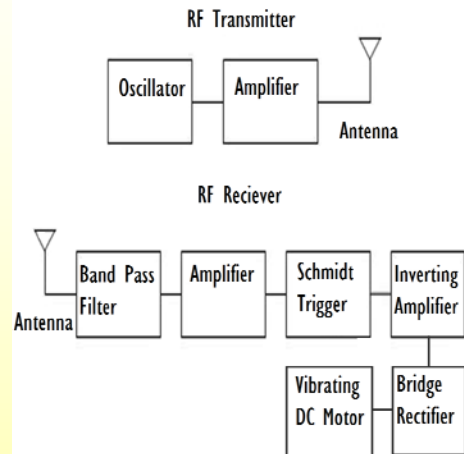 RF Transmitter
Oscillator
Amplifier
Antenna
RF Reciever
Band Pass
Filter
Amplifier
Schmidt
Trigger
Inverting
Amplifier
Antenna
Vibrating
DC Motor
Bridge
Rectifier